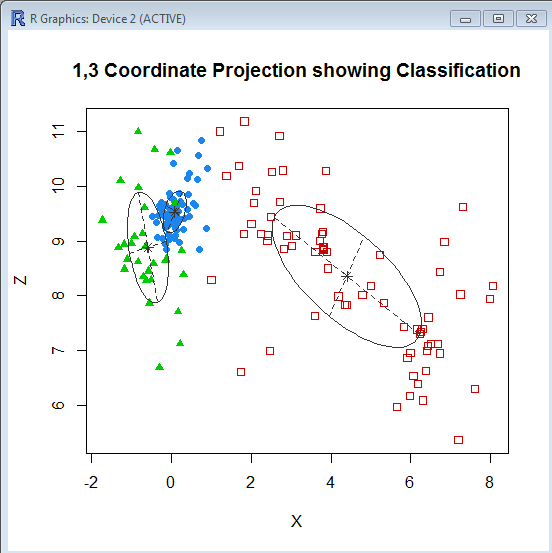 R Graphics: Device 2 (ACTIVE)
1,3 Coordinate Projection showing Classification
11
10
9
8
7
6
Z
-2 0 2 4 6 8
X